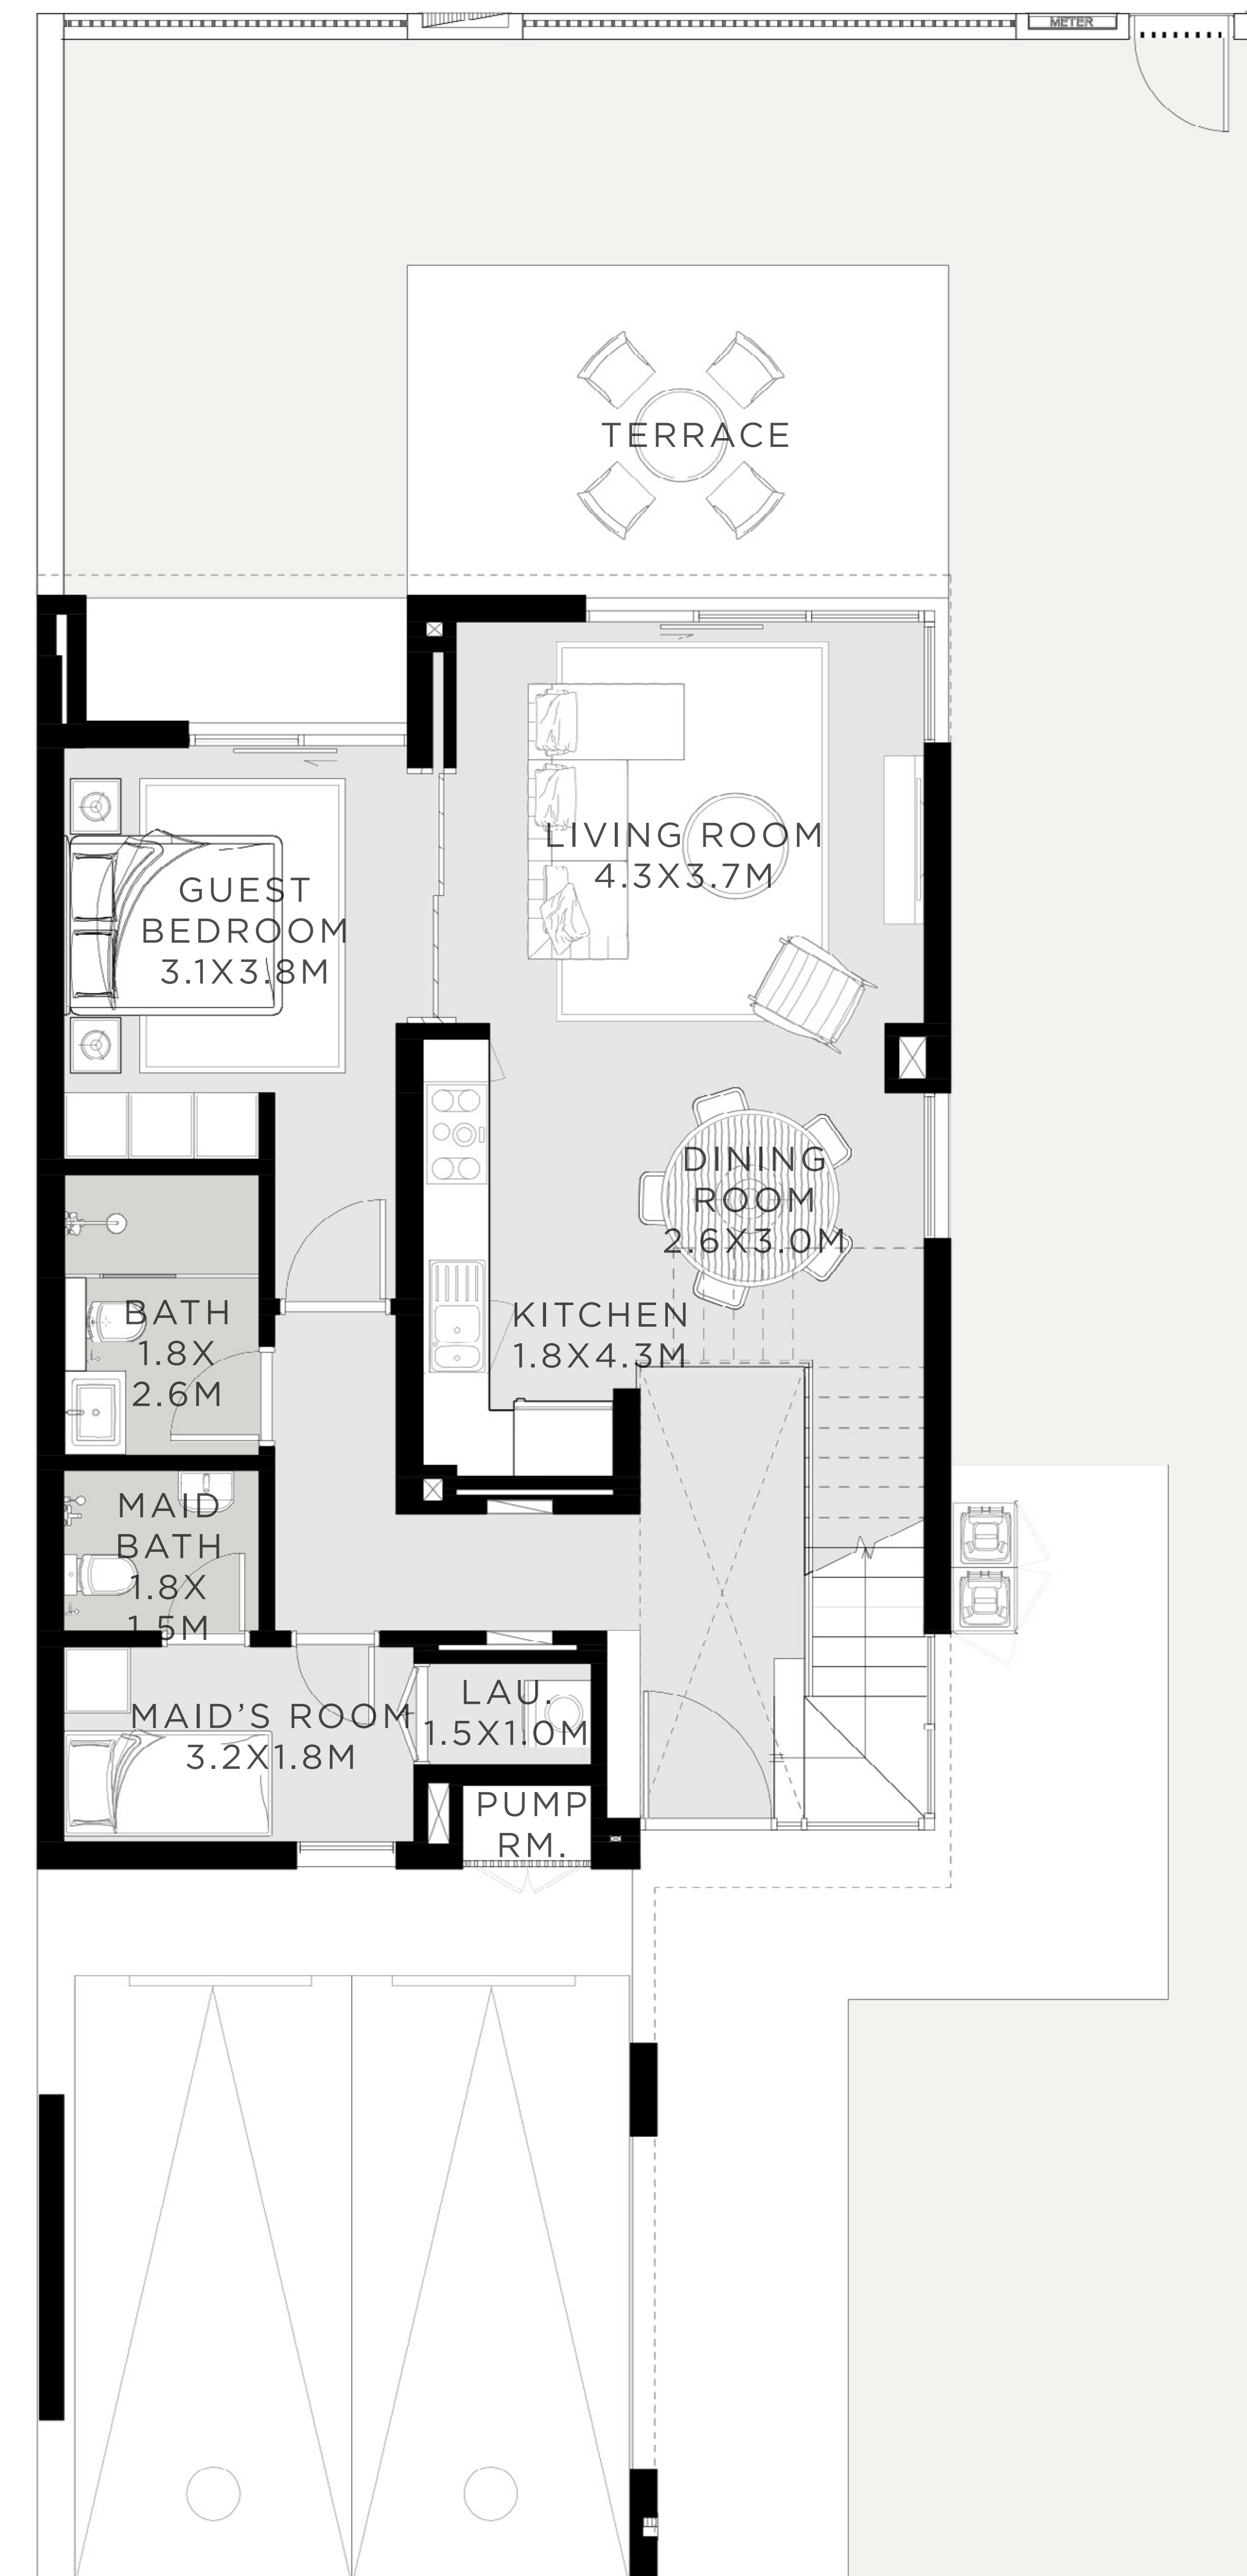 METER
TERRACE
LIVING ROOM
4.3X3.7M
GUEST
BEDROOM
3.1X3.8M
DINING
ROOM
2.6X3.0M
KITCHEN
1.8X4.3M
BATH
1.8X
2.6M
MAID
BATH
1.8X
1.5M
MAID'S ROOM
3.2X1.8M
LAU.
1.5X1.0M
PUMP
RM.